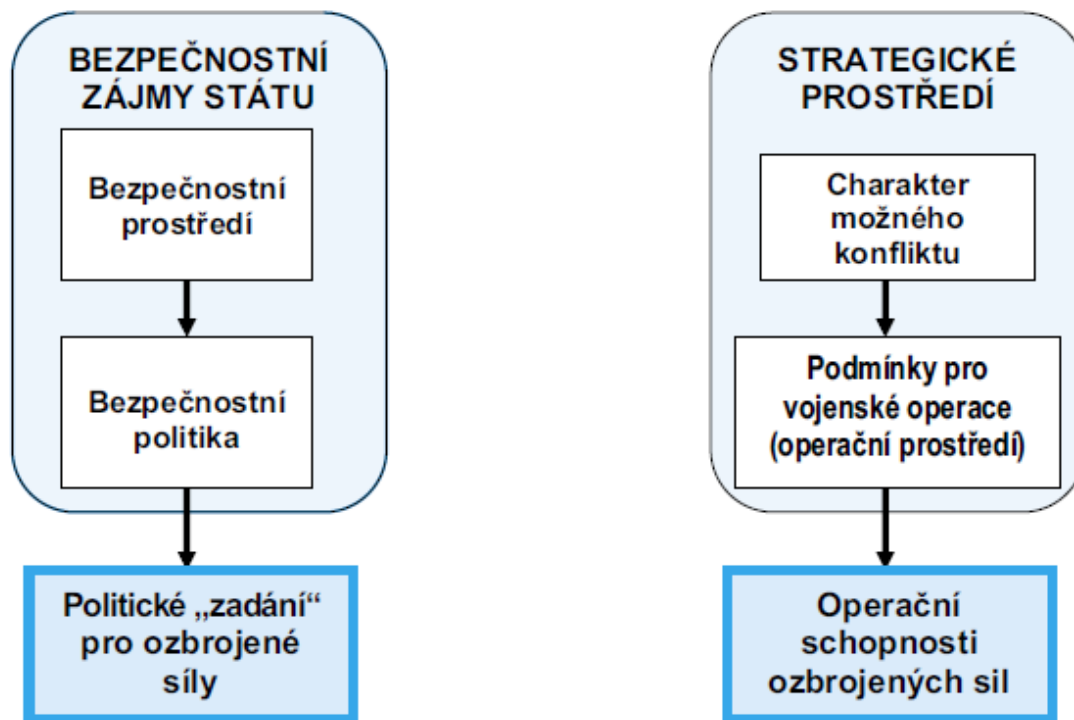 BEZPEČNOSTNÍ
ZÁJMY STÁTU
Bezpečnostní
prostředí
Bezpečnostní
politika
Politické „zadání“
pro ozbrojené
síly
STRATEGICKÉ
PROSTŘEDÍ
Charakter
možného
konfliktu
Podmínky pro
vojenské operace
(operační prostředí)
Operační
schopnosti
ozbrojených sil